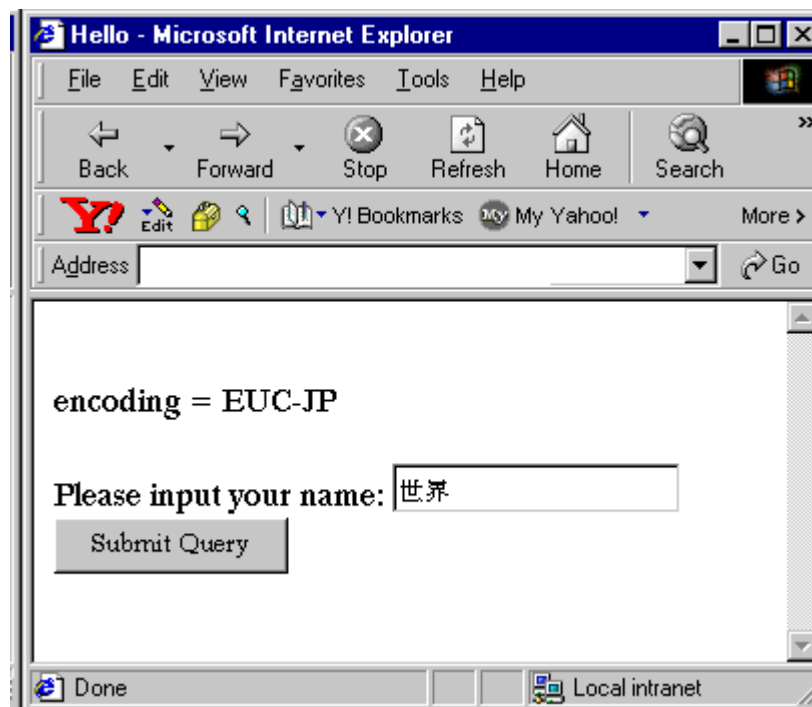 Hello - Microsoft Internet Explorer
File Edit View Favorites Tools Help
Back Forward Stop Refresh Home Search »
Y! Edit Y! Bookmarks My My Yahoo! More >
Address Go
encoding = EUC-JP
Please input your name: 世界
Submit Query
Done Local intranet